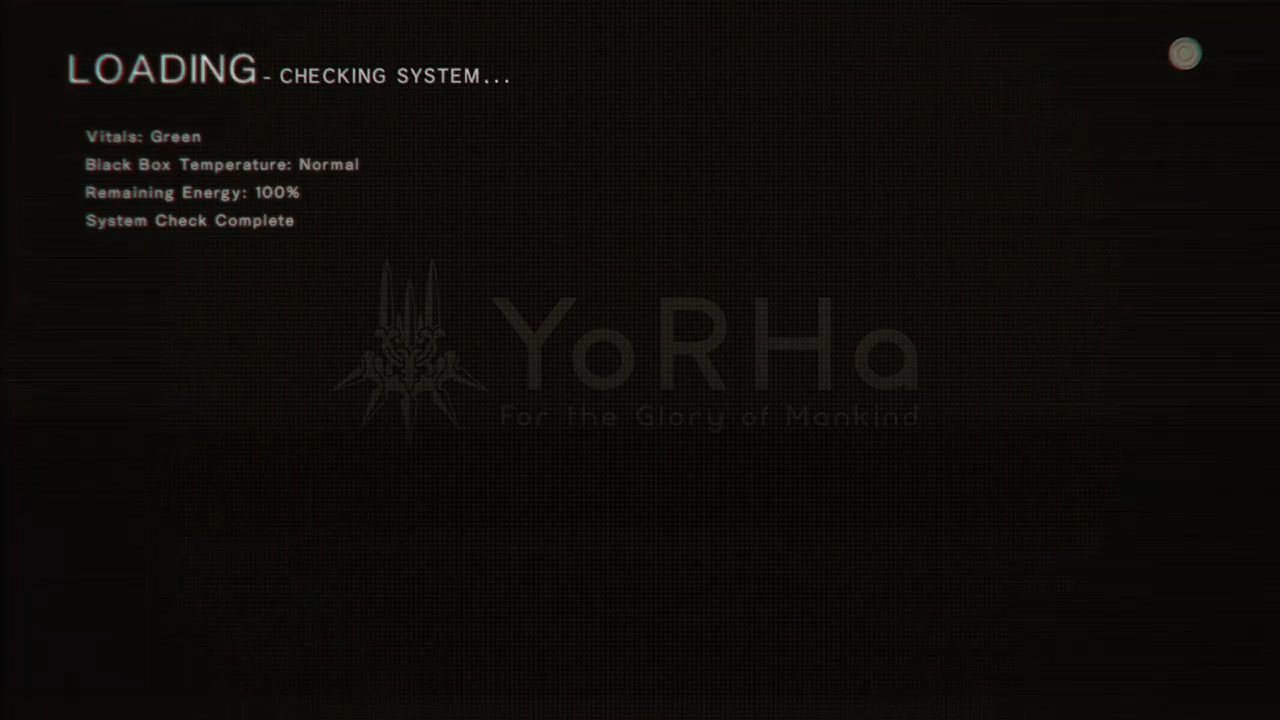 LOADING - CHECKING SYSTEM...
Vitals: Green
Black Box Temperature: Normal
Remaining Energy: 100%
System Check Complete
YoRHa
For the Glory of Mankind